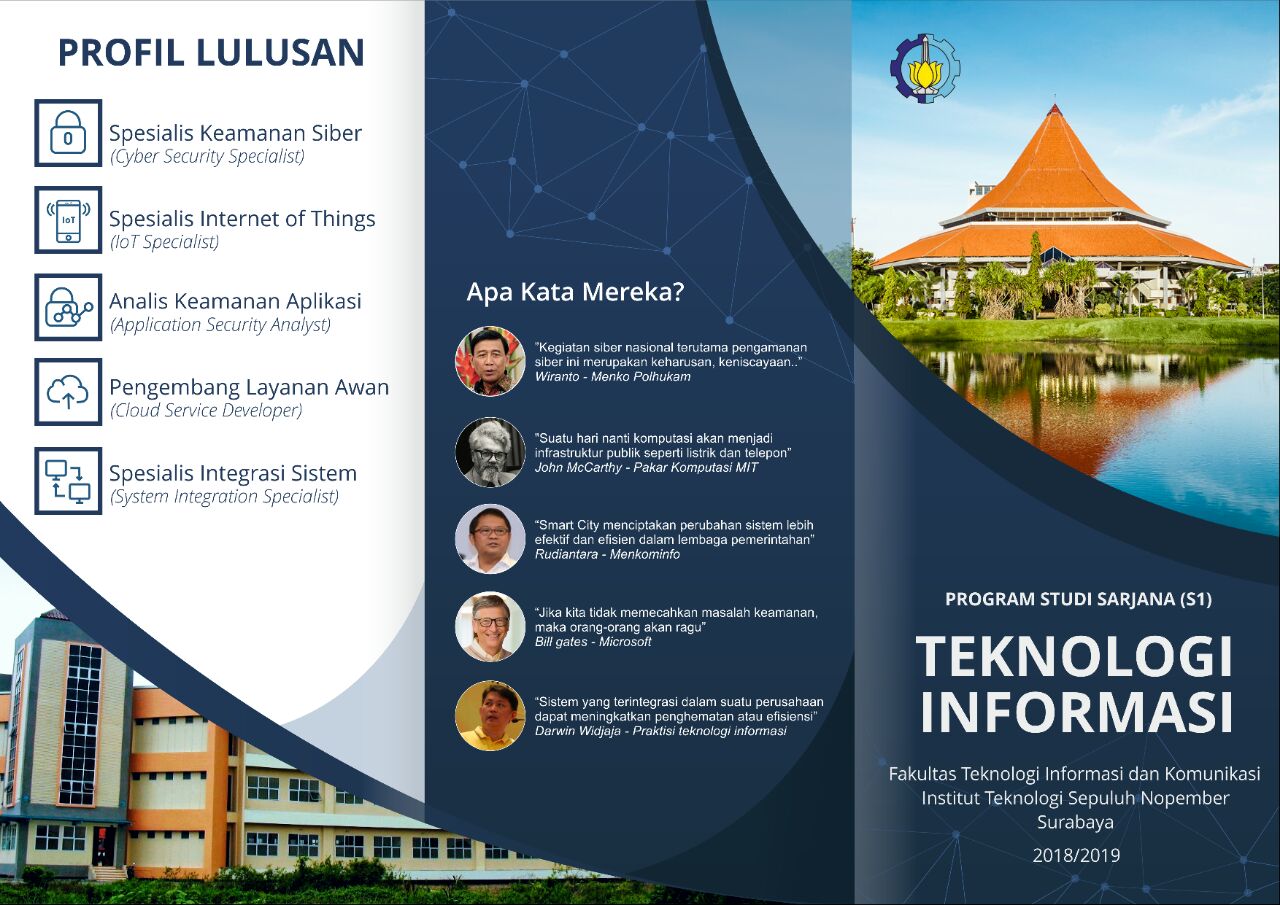 PROFIL LULUSAN
0
Spesialis Keamanan Siber
(Cyber Security Specialist)
IoT
Spesialis Internet of Things
(IoT Specialist)
Analis Keamanan Aplikasi
(Application Security Analyst)
Pengembang Layanan Awan
(Cloud Service Developer)
Spesialis Integrasi Sistem
(System Integration Specialist)
Apa Kata Mereka?
"Kegiatan siber nasional terutama pengamanan
siber ini merupakan keharusan, keniscayaan.."
Wiranto - Menko Polhukam
"Suatu hari nanti komputasi akan menjadi
infrastruktur publik seperti listrik dan telepon"
John McCarthy - Pakar Komputasi MIT
"Smart City menciptakan perubahan sistem lebih
efektif dan efisien dalam lembaga pemerintahan"
Rudiantara - Menkominfo
"Jika kita tidak memecahkan masalah keamanan,
maka orang-orang akan ragu"
Bill gates - Microsoft
"Sistem yang terintegrasi dalam suatu perusahaan
dapat meningkatkan penghematan atau efisiensi"
Darwin Widjaja - Praktisi teknologi informasi
PROGRAM STUDI SARJANA (S1)
TEKNOLOGI
INFORMASI
Fakultas Teknologi Informasi dan Komunikasi
Institut Teknologi Sepuluh Nopember
Surabaya
2018/2019